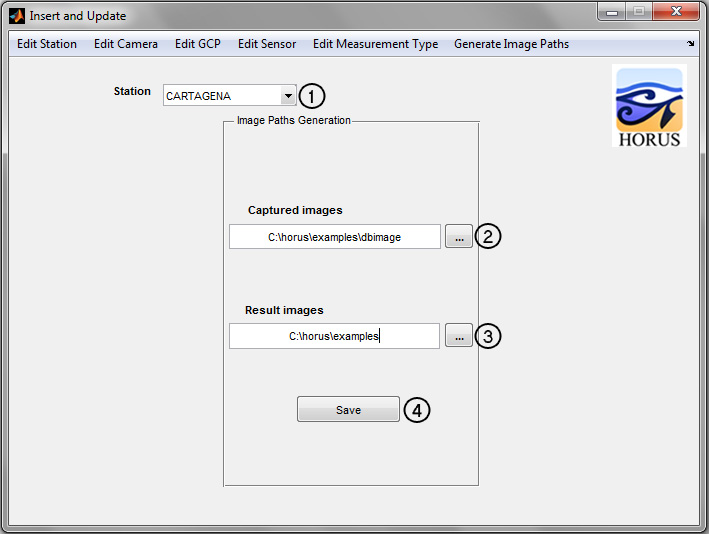 Insert and Update
Edit Station Edit Camera Edit GCP Edit Sensor Edit Measurement Type Generate Image Paths
Station CARTAGENA 1
HORUS
Image Paths Generation
Captured images
C:\horus\examples\dbimage ... 2
Result images
C:\horus\examples ... 3
Save 4